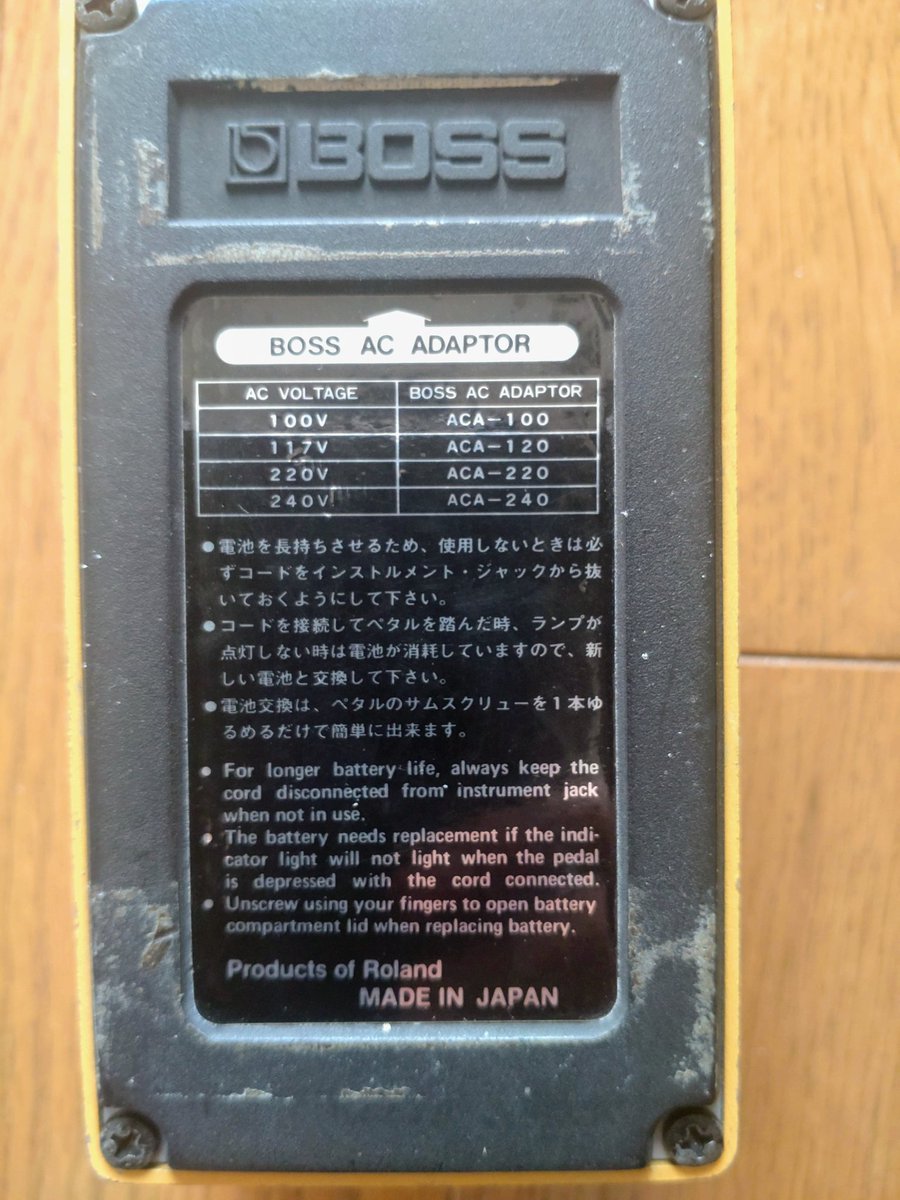 BOSS
BOSS AC ADAPTOR
AC VOLTAGE BOSS AC ADAPTOR
100V ACA-100
117V ACA-120
220V ACA-220
240V ACA-240
●電池を長持ちさせるため、使用しないときは必
ずコードをインストルメント・ジャックから抜
いておくようにして下さい。
●コードを接続してペタルを踏んだ時、ランプが
点灯しない時は電池が消耗していますので、新
しい電池と交換して下さい。
●電池交換は、ペタルのサムスクリューを1本ゆ
るめるだけで簡単に出来ます。
● For longer battery life, always keep the
cord disconnected from instrument jack
when not in use.
● The battery needs replacement if the indi-
cator light will not light when the pedal
is depressed with the cord connected.
● Unscrew using your fingers to open battery
compartment lid when replacing battery.
Products of Roland
MADE IN JAPAN